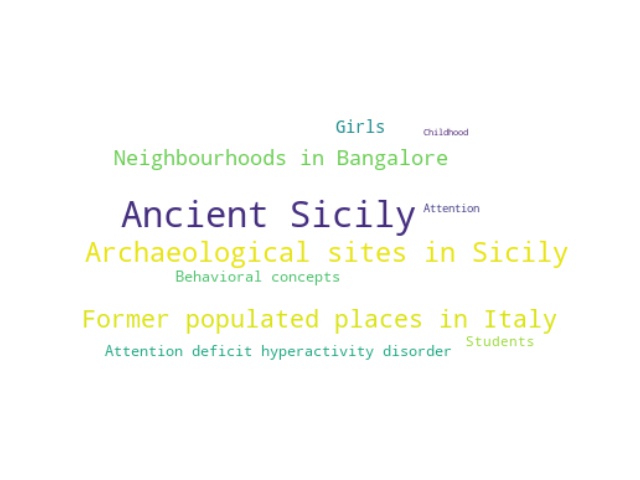 Girls
Childhood
Neighbourhoods in Bangalore
Ancient Sicily
Attention
Archaeological sites in Sicily
Behavioral concepts
Former populated places in Italy
Students
Attention deficit hyperactivity disorder